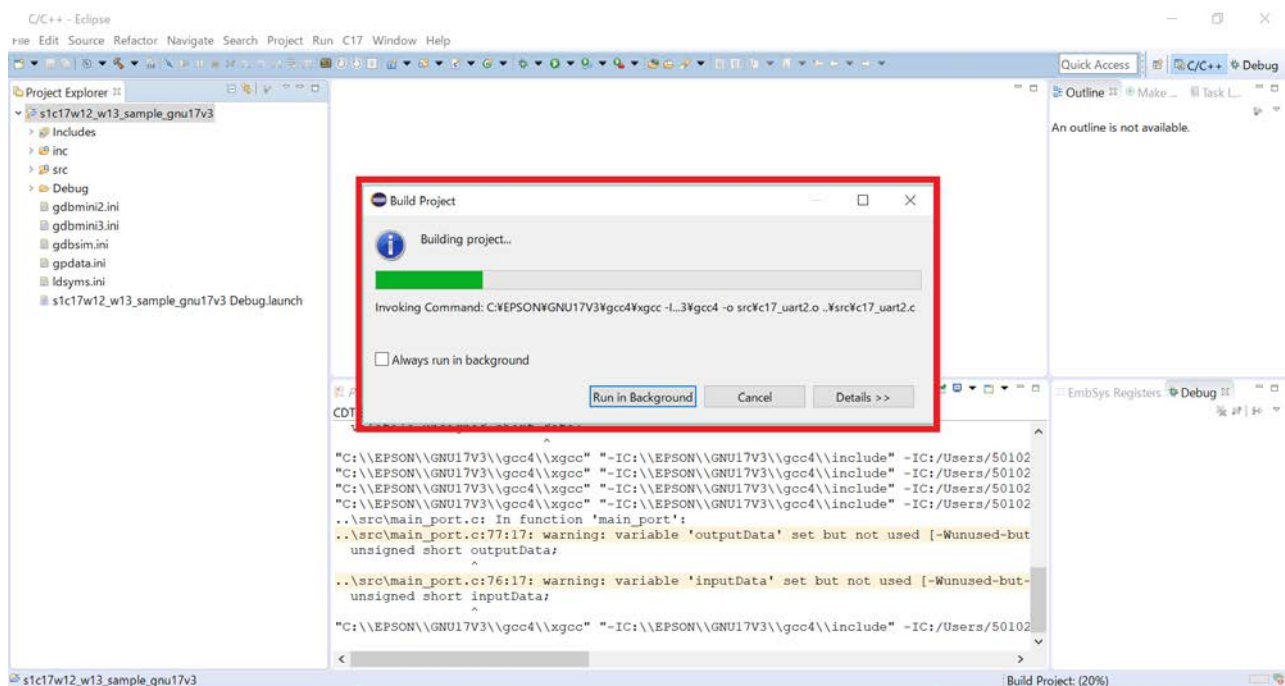 C/C++ - Eclipse
File Edit Source Refactor Navigate Search Project Run C17 Window Help
Quick Access
C/C++
Debug
Project Explorer
s1c17w12_w13_sample_gnu17v3
Includes
inc
src
Debug
gdbmini2.ini
gdbmini3.ini
gdbsim.ini
gpdata.ini
ldsyms.ini
s1c17w12_w13_sample_gnu17v3 Debug.launch
Outline
Make ...
Task L...
An outline is not available.
Build Project
Building project...
Invoking Command: C:¥EPSON¥GNU17V3¥gcc4¥xgcc -I...3¥gcc4 -o src¥c17_uart2.o ..¥src¥c17_uart2.c
Always run in background
Run in Background
Cancel
Details >>
CDT
^
"C:\\EPSON\\GNU17V3\\gcc4\\xgcc" "-IC:\\EPSON\\GNU17V3\\gcc4\\include" -IC:/Users/50102
"C:\\EPSON\\GNU17V3\\gcc4\\xgcc" "-IC:\\EPSON\\GNU17V3\\gcc4\\include" -IC:/Users/50102
"C:\\EPSON\\GNU17V3\\gcc4\\xgcc" "-IC:\\EPSON\\GNU17V3\\gcc4\\include" -IC:/Users/50102
"C:\\EPSON\\GNU17V3\\gcc4\\xgcc" "-IC:\\EPSON\\GNU17V3\\gcc4\\include" -IC:/Users/50102
..\src\main_port.c: In function 'main_port':
..\src\main_port.c:77:17: warning: variable 'outputData' set but not used [-Wunused-but
unsigned short outputData;
^
..\src\main_port.c:76:17: warning: variable 'inputData' set but not used [-Wunused-but-
unsigned short inputData;
^
"C:\\EPSON\\GNU17V3\\gcc4\\xgcc" "-IC:\\EPSON\\GNU17V3\\gcc4\\include" -IC:/Users/50102
EmbSys Registers
Debug
s1c17w12_w13_sample_gnu17v3
Build Project: (20%)